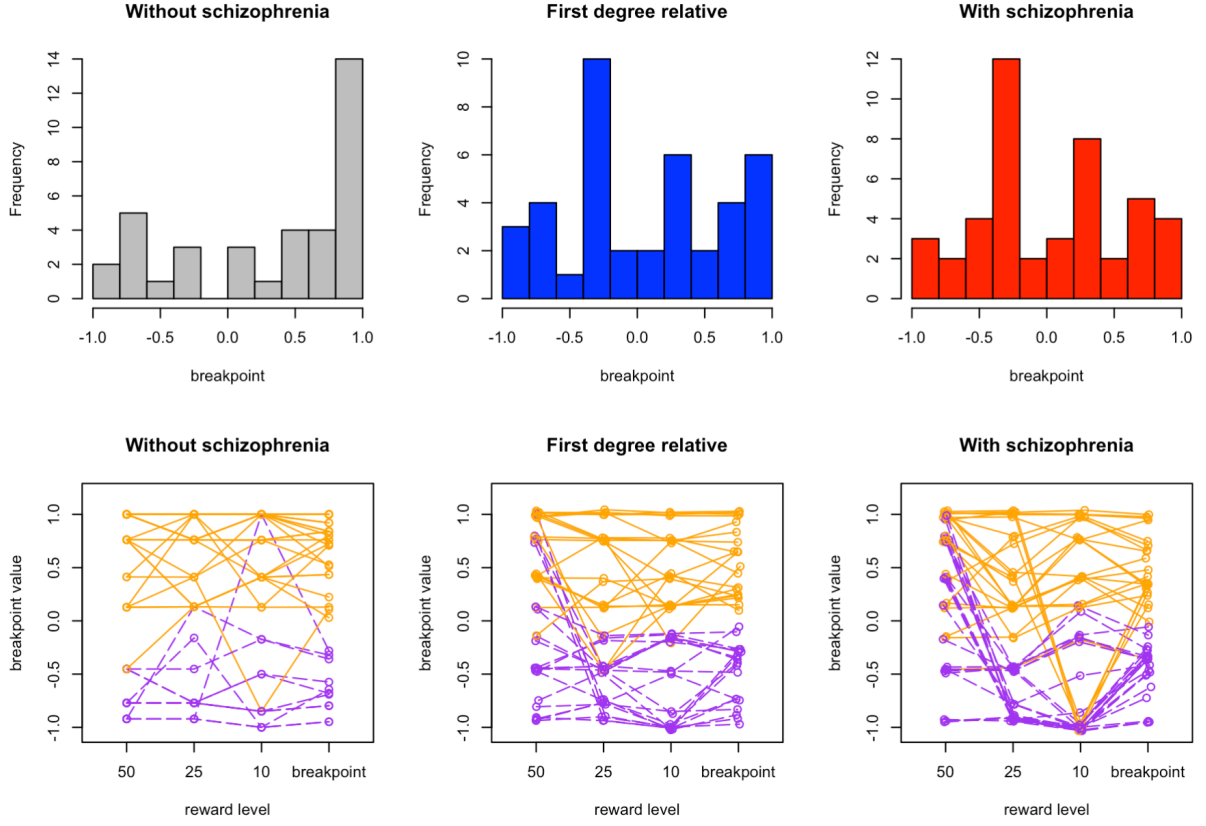 Without schizophrenia
First degree relative
With schizophrenia
Frequency
0 2 4 6 8 10 12 14
-1.0 -0.5 0.0 0.5 1.0
breakpoint
Frequency
0 2 4 6 8 10
-1.0 -0.5 0.0 0.5 1.0
breakpoint
Frequency
0 2 4 6 8 10 12
-1.0 -0.5 0.0 0.5 1.0
breakpoint
Without schizophrenia
First degree relative
With schizophrenia
breakpoint value
-1.0 -0.5 0.0 0.5 1.0
50 25 10 breakpoint
reward level
breakpoint value
-1.0 -0.5 0.0 0.5 1.0
50 25 10 breakpoint
reward level
breakpoint value
-1.0 -0.5 0.0 0.5 1.0
50 25 10 breakpoint
reward level